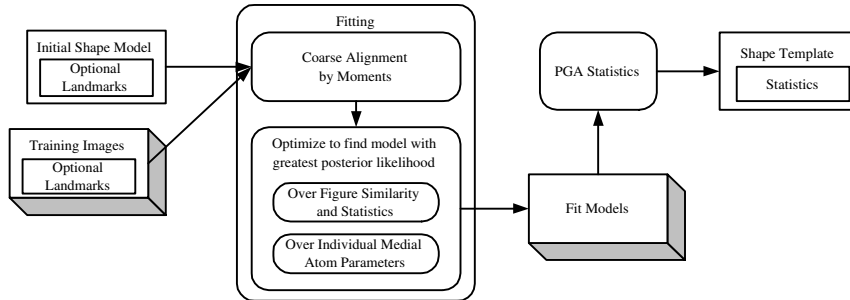 Fitting
Initial Shape Model
Optional
Landmarks
Training Images
Optional
Landmarks
Coarse Alignment
by Moments
Optimize to find model with
greatest posterior likelihood
Over Figure Similarity
and Statistics
Over Individual Medial
Atom Parameters
Fit Models
PGA Statistics
Shape Template
Statistics